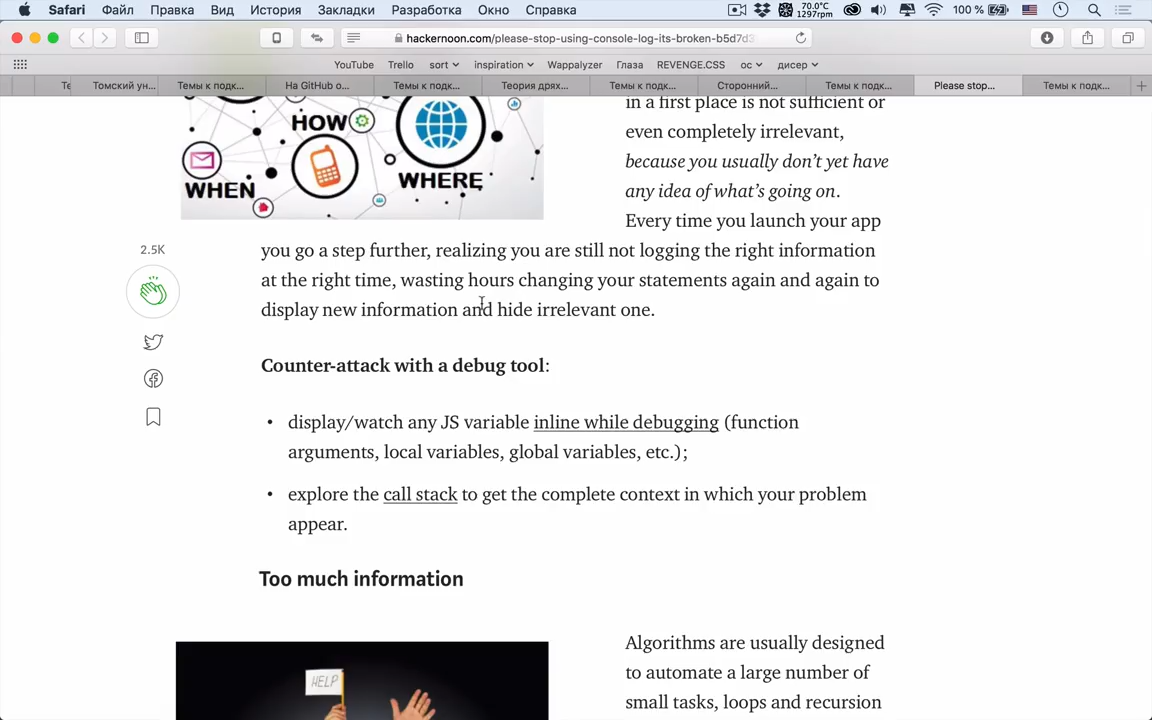 Safari Файл Правка Вид История Закладки Разработка Окно Справка 70.0°C 1297rpm 100 %
hackernoon.com/please-stop-using-console-log-its-broken-b5d7d3
YouTube Trello sort inspiration Wappalyzer Глаза REVENGE.CSS ос дисер
Те Томский ун... Темы к подк... На GitHub о... Темы к подк... Теория дрях... Темы к подк... Сторонний... Темы к подк... Please stop... Темы к подк...
HOW
WHEN
WHERE
in a first place is not sufficient or
even completely irrelevant,
because you usually don’t yet have
any idea of what’s going on.
Every time you launch your app
you go a step further, realizing you are still not logging the right information
at the right time, wasting hours changing your statements again and again to
display new information and hide irrelevant one.
2.5K
Counter-attack with a debug tool:
• display/watch any JS variable inline while debugging (function
arguments, local variables, global variables, etc.);
• explore the call stack to get the complete context in which your problem
appear.
Too much information
HELP
Algorithms are usually designed
to automate a large number of
small tasks, loops and recursion